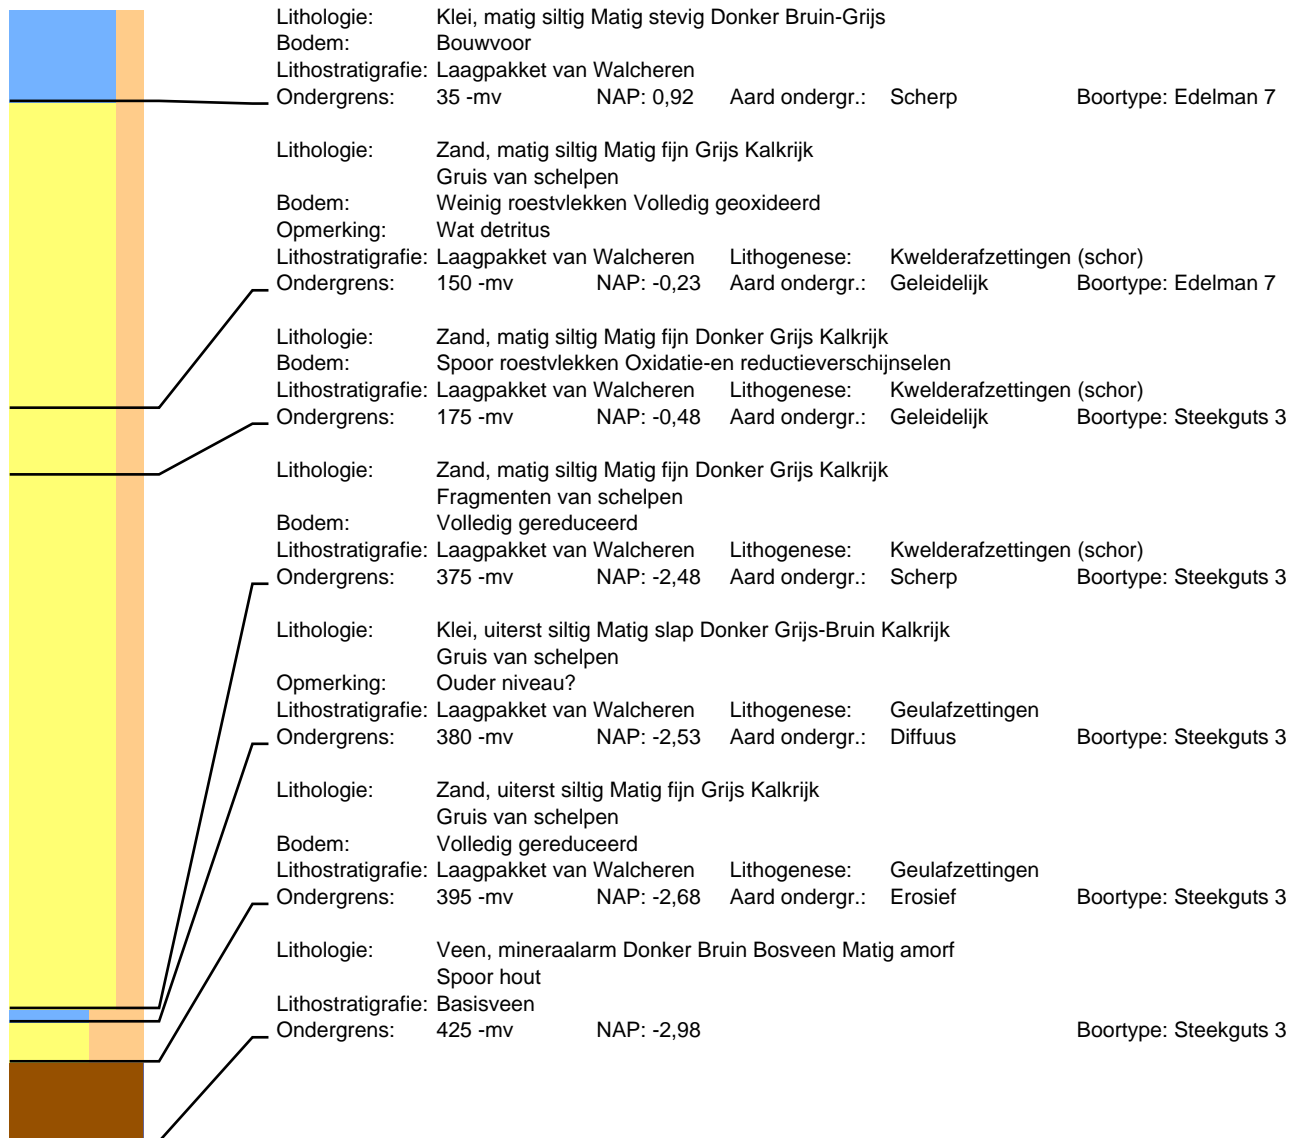 Lithologie: Klei, matig siltig Matig stevig Donker Bruin-Grijs
Bodem: Bouwvoor
Lithostratigrafie: Laagpakket van Walcheren
Ondergrens: 35 -mv NAP: 0,92 Aard ondergr.: Scherp Boortype: Edelman 7
Lithologie: Zand, matig siltig Matig fijn Grijs Kalkrijk
Gruis van schelpen
Bodem: Weinig roestvlekken Volledig geoxideerd
Opmerking: Wat detritus
Lithostratigrafie: Laagpakket van Walcheren Lithogenese: Kwelderafzettingen (schor)
Ondergrens: 150 -mv NAP: -0,23 Aard ondergr.: Geleidelijk Boortype: Edelman 7
Lithologie: Zand, matig siltig Matig fijn Donker Grijs Kalkrijk
Bodem: Spoor roestvlekken Oxidatie-en reductieverschijnselen
Lithostratigrafie: Laagpakket van Walcheren Lithogenese: Kwelderafzettingen (schor)
Ondergrens: 175 -mv NAP: -0,48 Aard ondergr.: Geleidelijk Boortype: Steekguts 3
Lithologie: Zand, matig siltig Matig fijn Donker Grijs Kalkrijk
Fragmenten van schelpen
Bodem: Volledig gereduceerd
Lithostratigrafie: Laagpakket van Walcheren Lithogenese: Kwelderafzettingen (schor)
Ondergrens: 375 -mv NAP: -2,48 Aard ondergr.: Scherp Boortype: Steekguts 3
Lithologie: Klei, uiterst siltig Matig slap Donker Grijs-Bruin Kalkrijk
Gruis van schelpen
Opmerking: Ouder niveau?
Lithostratigrafie: Laagpakket van Walcheren Lithogenese: Geulafzettingen
Ondergrens: 380 -mv NAP: -2,53 Aard ondergr.: Diffuus Boortype: Steekguts 3
Lithologie: Zand, uiterst siltig Matig fijn Grijs Kalkrijk
Gruis van schelpen
Bodem: Volledig gereduceerd
Lithostratigrafie: Laagpakket van Walcheren Lithogenese: Geulafzettingen
Ondergrens: 395 -mv NAP: -2,68 Aard ondergr.: Erosief Boortype: Steekguts 3
Lithologie: Veen, mineraalarm Donker Bruin Bosveen Matig amorf
Spoor hout
Lithostratigrafie: Basisveen
Ondergrens: 425 -mv NAP: -2,98 Boortype: Steekguts 3